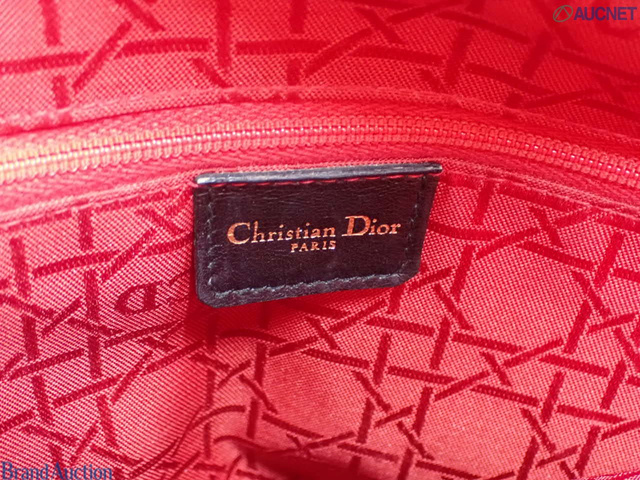 AUCNET
Christian Dior
PARIS
D
Brand Auction